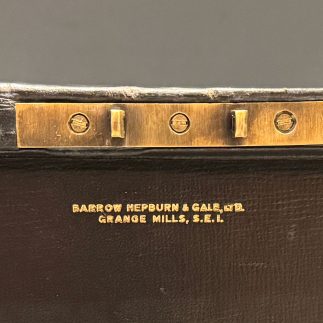 BARROW HEPBURN & GALE, LTD.
GRANGE MILLS, S.E.1.